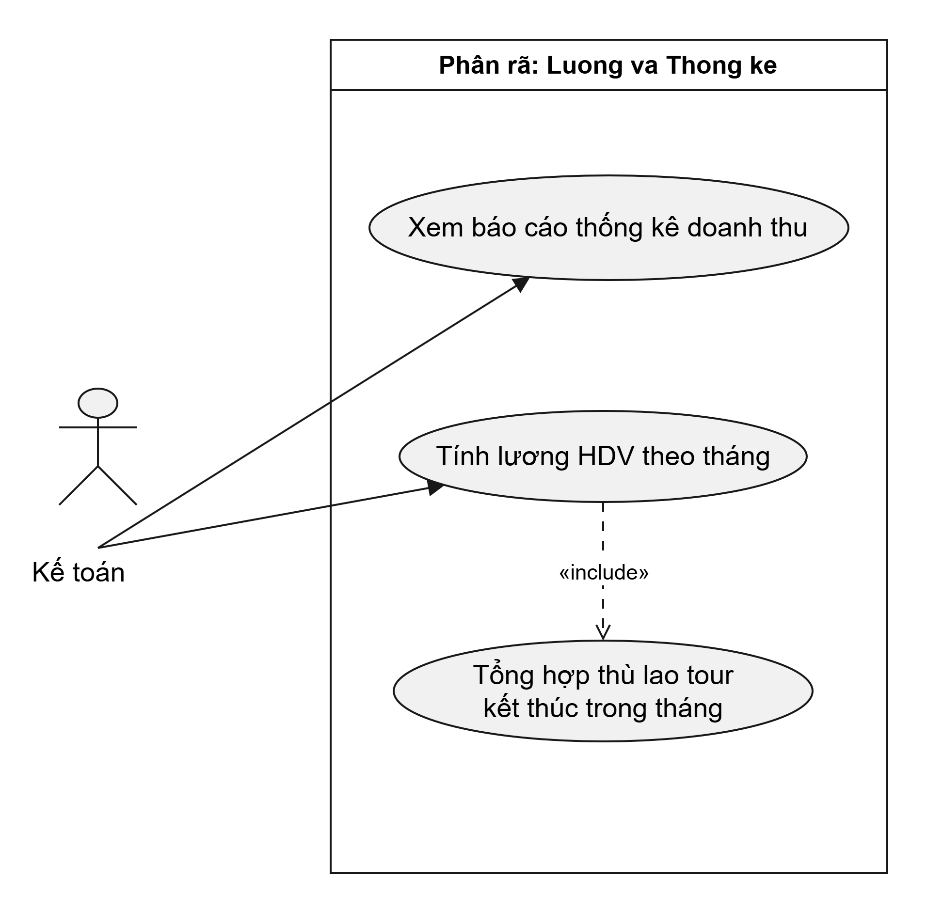 Phân rã: Luong va Thong ke
Xem báo cáo thống kê doanh thu
Tính lương HDV theo tháng
Kế toán
«include»
Tổng hợp thù lao tour
kết thúc trong tháng